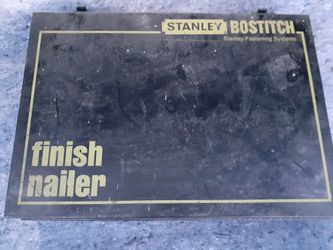 STANLEY BOSTITCH
Stanley Fastening Systems
finish
nailer